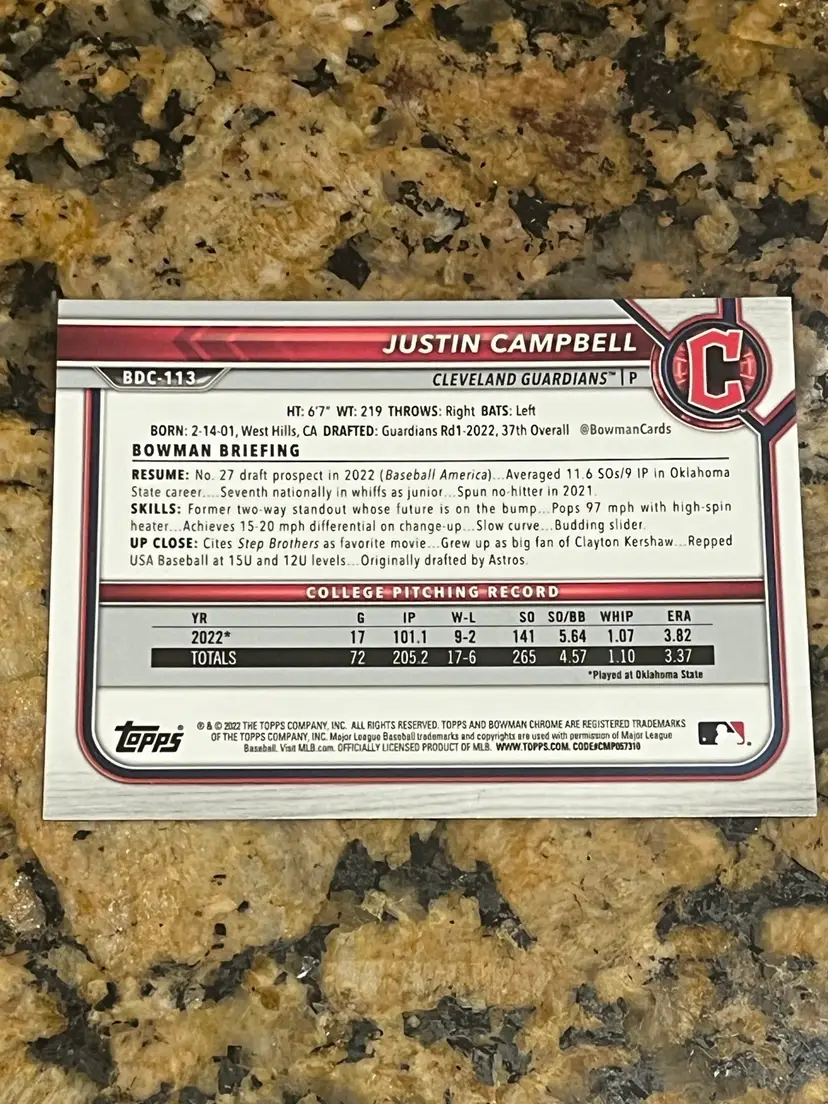 JUSTIN CAMPBELL
C
BDC-113
CLEVELAND GUARDIANS™ | P
HT: 6'7" WT: 219 THROWS: Right BATS: Left
BORN: 2-14-01, West Hills, CA DRAFTED: Guardians Rd1-2022, 37th Overall @BowmanCards
BOWMAN BRIEFING
RESUME: No. 27 draft prospect in 2022 (Baseball America)...Averaged 11.6 SOs/9 IP in Oklahoma
State career....Seventh nationally in whiffs as junior...Spun no-hitter in 2021.
SKILLS: Former two-way standout whose future is on the bump...Pops 97 mph with high-spin
heater...Achieves 15-20 mph differential on change-up...Slow curve...Budding slider.
UP CLOSE: Cites Step Brothers as favorite movie...Grew up as big fan of Clayton Kershaw...Repped
USA Baseball at 15U and 12U levels...Originally drafted by Astros.
COLLEGE PITCHING RECORD
YR G IP W-L SO SO/BB WHIP ERA
2022* 17 101.1 9-2 141 5.64 1.07 3.82
TOTALS 72 205.2 17-6 265 4.57 1.10 3.37
*Played at Oklahoma State
Topps®
® & © 2022 THE TOPPS COMPANY, INC. ALL RIGHTS RESERVED. TOPPS AND BOWMAN CHROME ARE REGISTERED TRADEMARKS
OF THE TOPPS COMPANY, INC. Major League Baseball trademarks and copyrights are used with permission of Major League
Baseball. Visit MLB.com. OFFICIALLY LICENSED PRODUCT OF MLB. WWW.TOPPS.COM. CODE#CMP057310